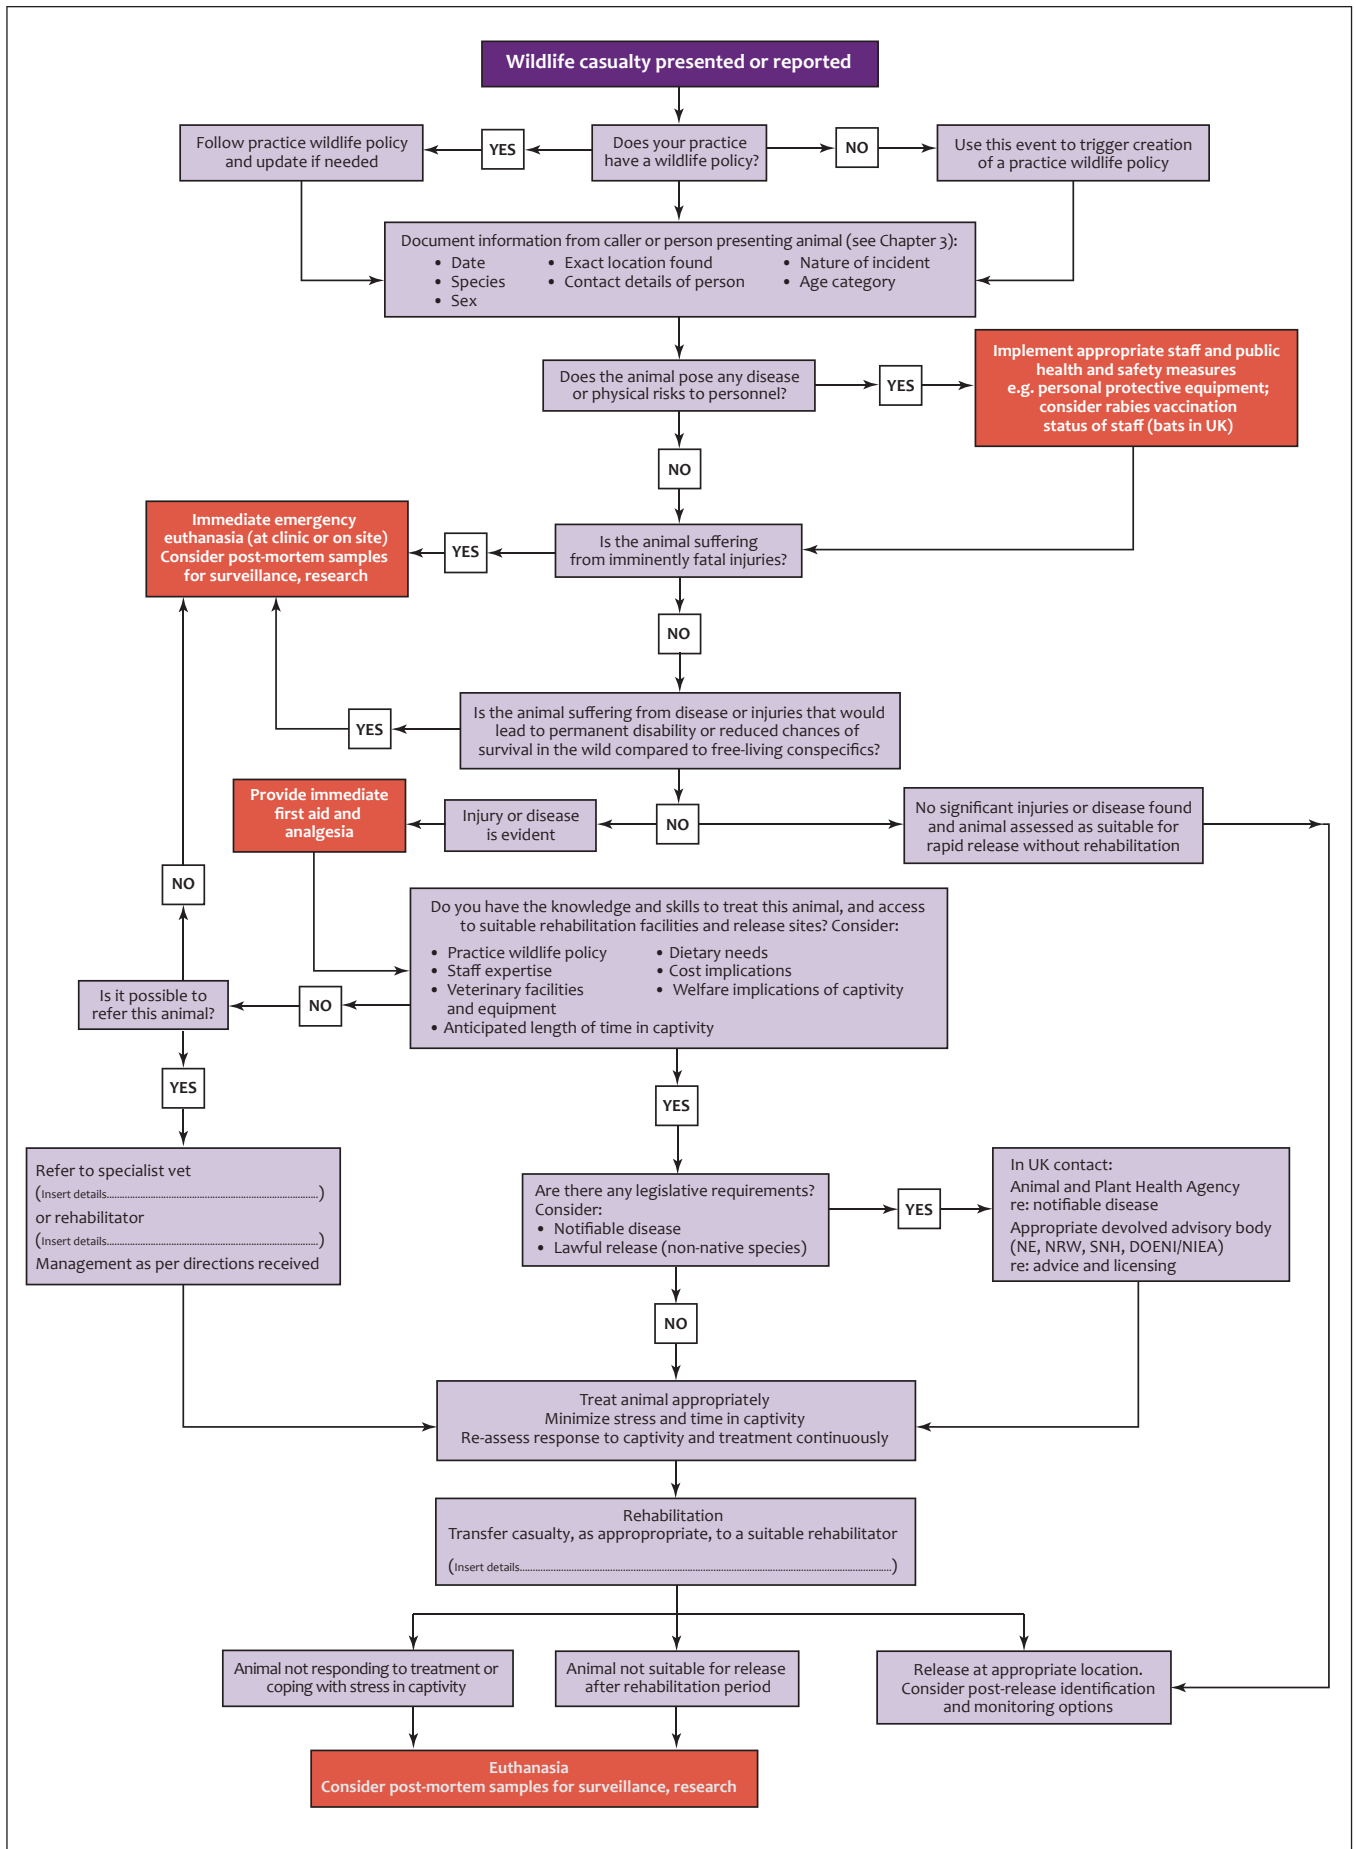 Wildlife casualty presented or reported
Follow practice wildlife policy
and update if needed
YES
Does your practice
have a wildlife policy?
NO
Use this event to trigger creation
of a practice wildlife policy
Document information from caller or person presenting animal (see Chapter 3):
• Date
• Species
• Sex
• Exact location found
• Contact details of person
• Nature of incident
• Age category
Does the animal pose any disease
or physical risks to personnel?
YES
Implement appropriate staff and public
health and safety measures
e.g. personal protective equipment;
consider rabies vaccination
status of staff (bats in UK)
NO
Immediate emergency
euthanasia (at clinic or on site)
Consider post-mortem samples
for surveillance, research
YES
Is the animal suffering
from imminently fatal injuries?
NO
YES
Is the animal suffering from disease or injuries that would
lead to permanent disability or reduced chances of
survival in the wild compared to free-living conspecifics?
Provide immediate
first aid and
analgesia
Injury or disease
is evident
NO
No significant injuries or disease found
and animal assessed as suitable for
rapid release without rehabilitation
NO
Do you have the knowledge and skills to treat this animal, and access
to suitable rehabilitation facilities and release sites? Consider:
• Practice wildlife policy
• Staff expertise
• Veterinary facilities
and equipment
• Anticipated length of time in captivity
• Dietary needs
• Cost implications
• Welfare implications of captivity
Is it possible to
refer this animal?
NO
YES
YES
Refer to specialist vet
(Insert details................................................................................)
or rehabilitator
(Insert details................................................................................)
Management as per directions received
Are there any legislative requirements?
Consider:
• Notifiable disease
• Lawful release (non-native species)
YES
In UK contact:
Animal and Plant Health Agency
re: notifiable disease
Appropriate devolved advisory body
(NE, NRW, SNH, DOENI/NIEA)
re: advice and licensing
NO
Treat animal appropriately
Minimize stress and time in captivity
Re-assess response to captivity and treatment continuously
Rehabilitation
Transfer casualty, as appropropriate, to a suitable rehabilitator
(Insert details................................................................................................................................................)
Animal not responding to treatment or
coping with stress in captivity
Animal not suitable for release
after rehabilitation period
Release at appropriate location.
Consider post-release identification
and monitoring options
Euthanasia
Consider post-mortem samples for surveillance, research